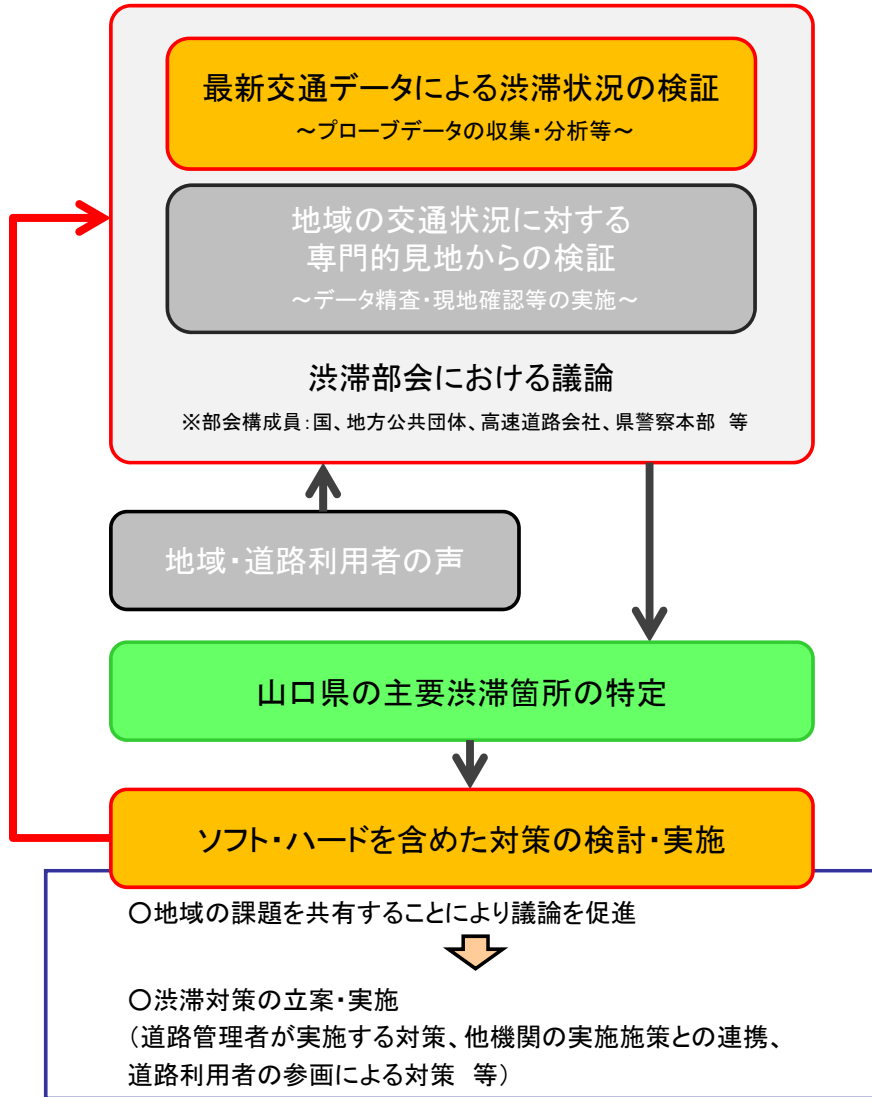 最新交通データによる渋滞状況の検証
～プローブデータの収集・分析等～
地域の交通状況に対する
専門的見地からの検証
～データ精査・現地確認等の実施～
渋滞部会における議論
※部会構成員：国、地方公共団体、高速道路会社、県警察本部　等
地域・道路利用者の声
山口県の主要渋滞箇所の特定
ソフト・ハードを含めた対策の検討・実施
○地域の課題を共有することにより議論を促進
○渋滞対策の立案・実施
（道路管理者が実施する対策、他機関の実施施策との連携、
道路利用者の参画による対策　等）